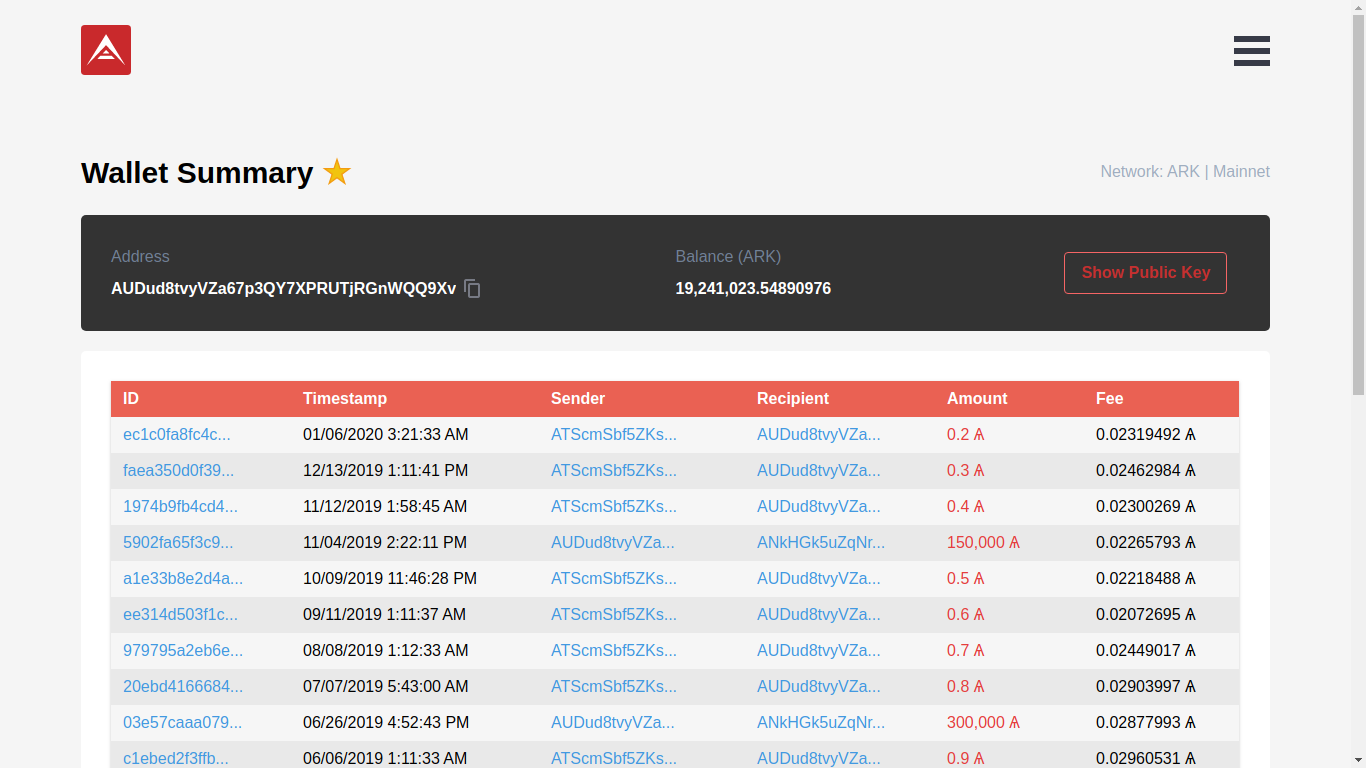 Wallet Summary
Network: ARK | Mainnet
Address
AUDud8tvyVZa67p3QY7XPRUTjRGnWQQ9Xv
Balance (ARK)
19,241,023.54890976
Show Public Key
ID Timestamp Sender Recipient Amount Fee
ec1c0fa8fc4c... 01/06/2020 3:21:33 AM ATScmSbf5ZKs... AUDud8tvyVZa... 0.2 Ѧ 0.02319492 Ѧ
faea350d0f39... 12/13/2019 1:11:41 PM ATScmSbf5ZKs... AUDud8tvyVZa... 0.3 Ѧ 0.02462984 Ѧ
1974b9fb4cd4... 11/12/2019 1:58:45 AM ATScmSbf5ZKs... AUDud8tvyVZa... 0.4 Ѧ 0.02300269 Ѧ
5902fa65f3c9... 11/04/2019 2:22:11 PM AUDud8tvyVZa... ANkHGk5uZqNr... 150,000 Ѧ 0.02265793 Ѧ
a1e33b8e2d4a... 10/09/2019 11:46:28 PM ATScmSbf5ZKs... AUDud8tvyVZa... 0.5 Ѧ 0.02218488 Ѧ
ee314d503f1c... 09/11/2019 1:11:37 AM ATScmSbf5ZKs... AUDud8tvyVZa... 0.6 Ѧ 0.02072695 Ѧ
979795a2eb6e... 08/08/2019 1:12:33 AM ATScmSbf5ZKs... AUDud8tvyVZa... 0.7 Ѧ 0.02449017 Ѧ
20ebd4166684... 07/07/2019 5:43:00 AM ATScmSbf5ZKs... AUDud8tvyVZa... 0.8 Ѧ 0.02903997 Ѧ
03e57caaa079... 06/26/2019 4:52:43 PM AUDud8tvyVZa... ANkHGk5uZqNr... 300,000 Ѧ 0.02877993 Ѧ
c1ebed2f3ffb... 06/06/2019 1:11:33 AM ATScmSbf5ZKs... AUDud8tvyVZa... 0.9 Ѧ 0.02960531 Ѧ